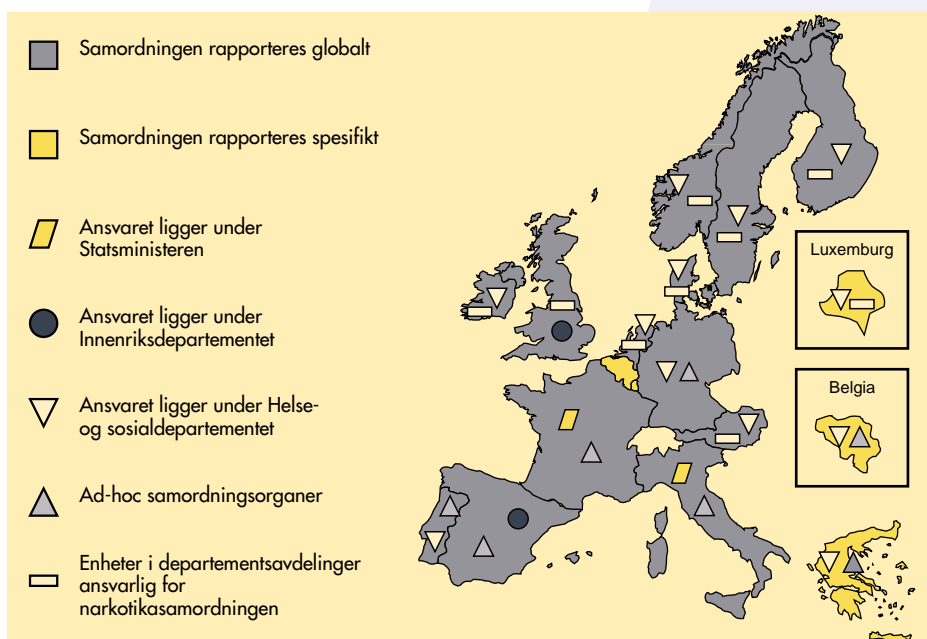 Samordningen rapporteres globalt
Samordningen rapporteres spesifikt
Ansvaret ligger under
Statsministeren
Ansvaret ligger under
Innenriksdepartementet
Ansvaret ligger under Helse-
og sosialdepartementet
Ad-hoc samordningsorganer
Enheter i departementsavdelinger
ansvarlig for
narkotikasamordningen
Luxemburg
Belgia